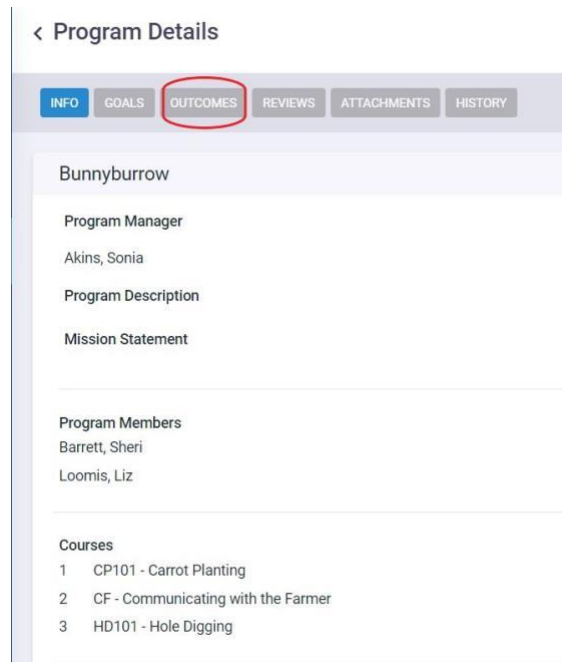 < Program Details
INFO GOALS OUTCOMES REVIEWS ATTACHMENTS HISTORY
Bunnyburrow
Program Manager
Akins, Sonia
Program Description
Mission Statement
Program Members
Barrett, Sheri
Loomis, Liz
Courses
1 CP101 - Carrot Planting
2 CF - Communicating with the Farmer
3 HD101 - Hole Digging